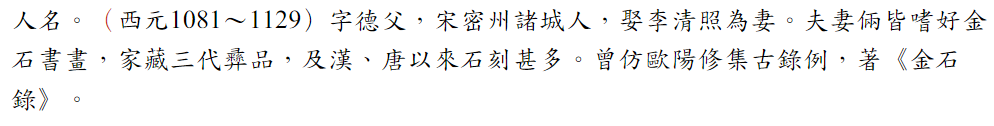 人名。（西元1081～1129）字德父，宋密州諸城人，娶李清照為妻。夫妻倆皆嗜好金
石書畫，家藏三代彞品，及漢、唐以來石刻甚多。曾仿歐陽修集古錄例，著《金石
錄》。